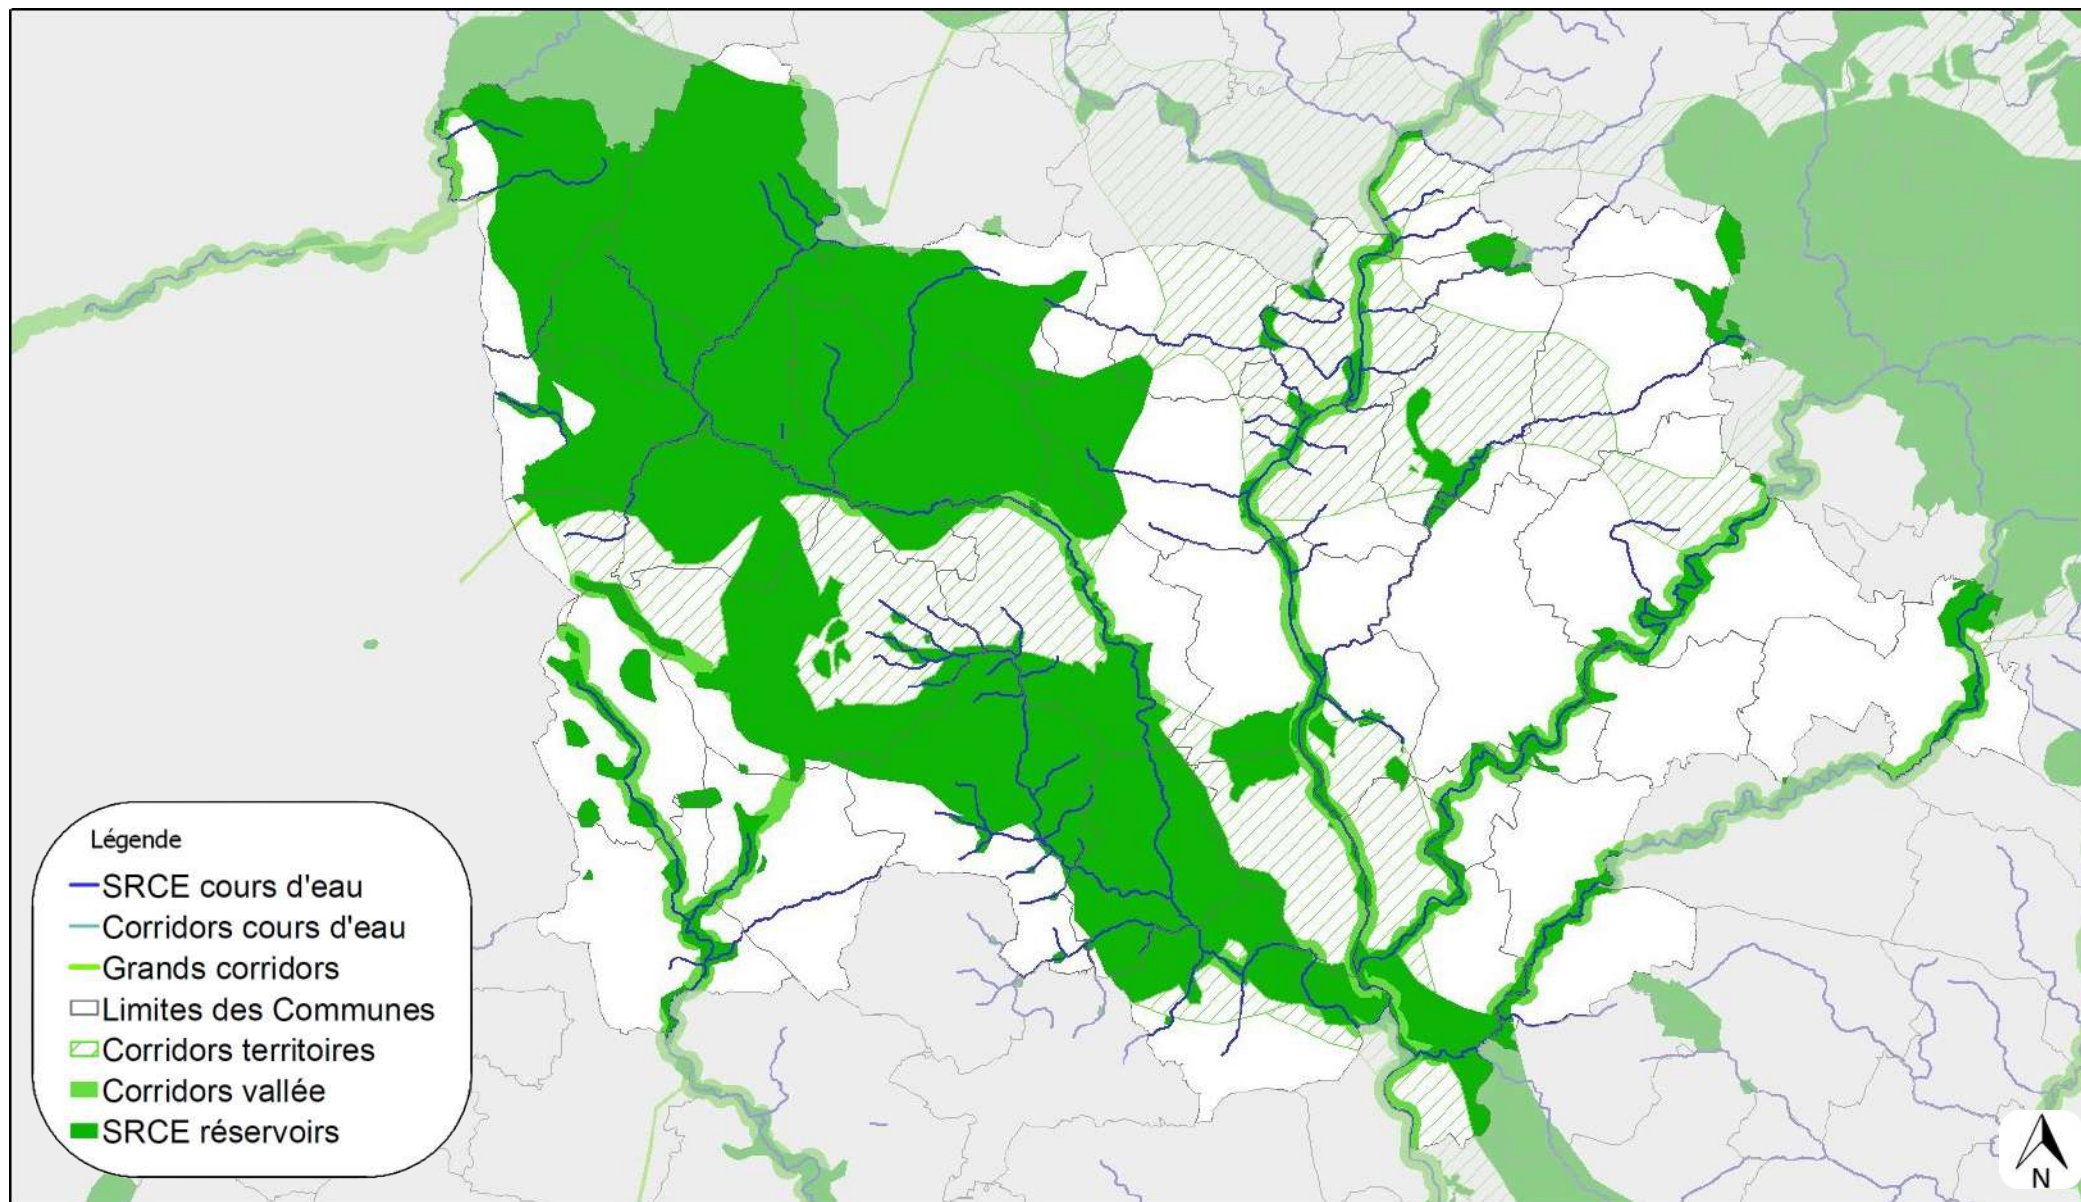 Légende
SRCE cours d'eau
Corridors cours d'eau
Grands corridors
Limites des Communes
Corridors territoires
Corridors vallée
SRCE réservoirs
N